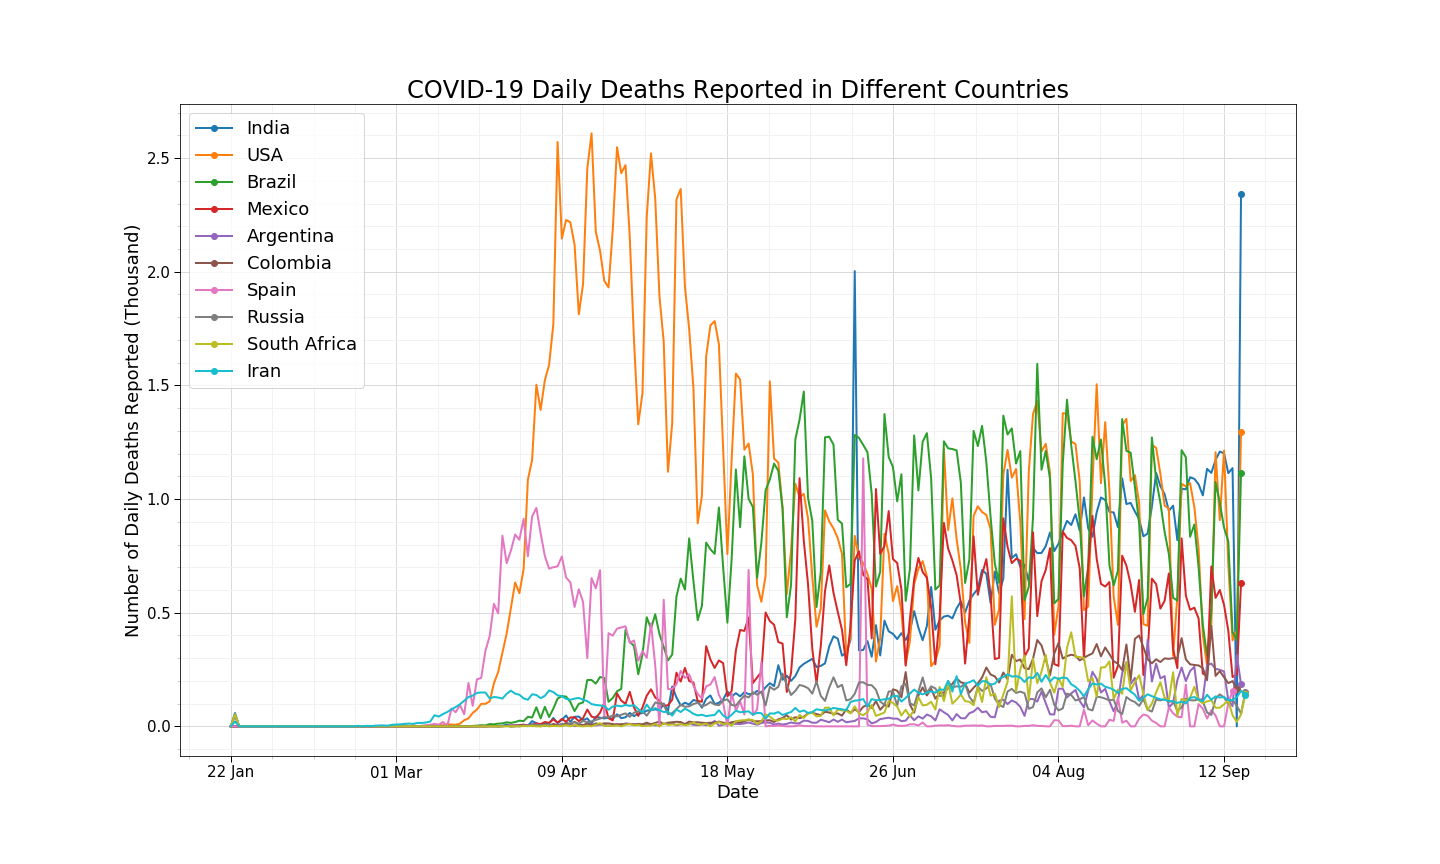 COVID-19 Daily Deaths Reported in Different Countries
India
USA
Brazil
Mexico
Argentina
Colombia
Spain
Russia
South Africa
Iran
Number of Daily Deaths Reported (Thousand)
2.5
2.0
1.5
1.0
0.5
0.0
22 Jan
01 Mar
09 Apr
18 May
26 Jun
04 Aug
12 Sep
Date